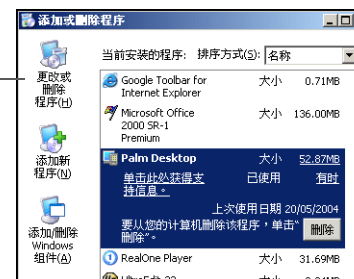 添加或删除程序
更改或
删除
程序(H)
添加新
程序(N)
添加/删除
Windows
组件(A)
当前安装的程序: 排序方式(S): 名称
Google Toolbar for
Internet Explorer
大小 0.71MB
Microsoft Office
2000 SR-1
Premium
大小 136.00MB
Palm Desktop 大小 52.87MB
单击此处获得支
持信息。
已使用 有时
上次使用日期 20/05/2004
要从您的计算机删除该程序,单击“
删除”。
删除
RealOne Player 大小 31.69MB